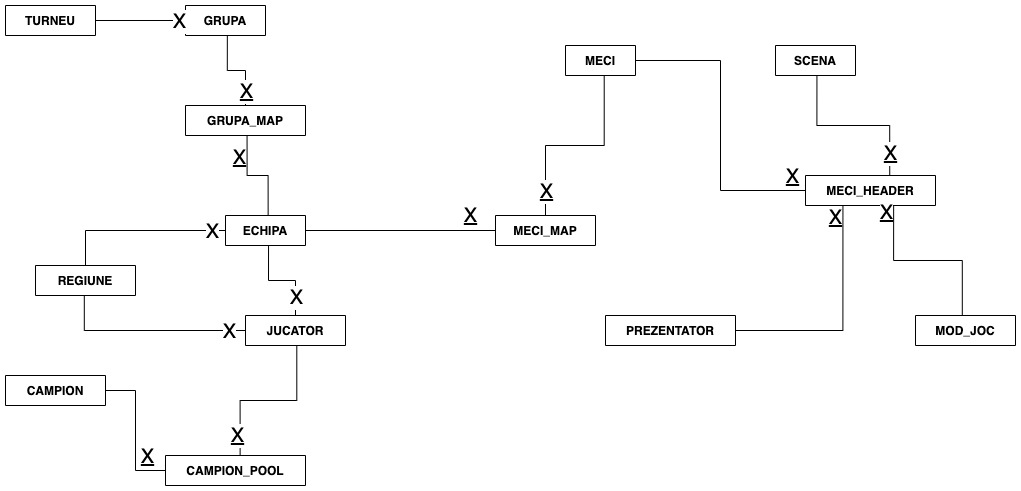 TURNEU
X
GRUPA
MECI
SCENA
X
GRUPA_MAP
X
X
X
X
MECI_HEADER
X
X
X
X
ECHIPA
X
MECI_MAP
REGIUNE
X
X
JUCATOR
PREZENTATOR
MOD_JOC
CAMPION
X
X
CAMPION_POOL